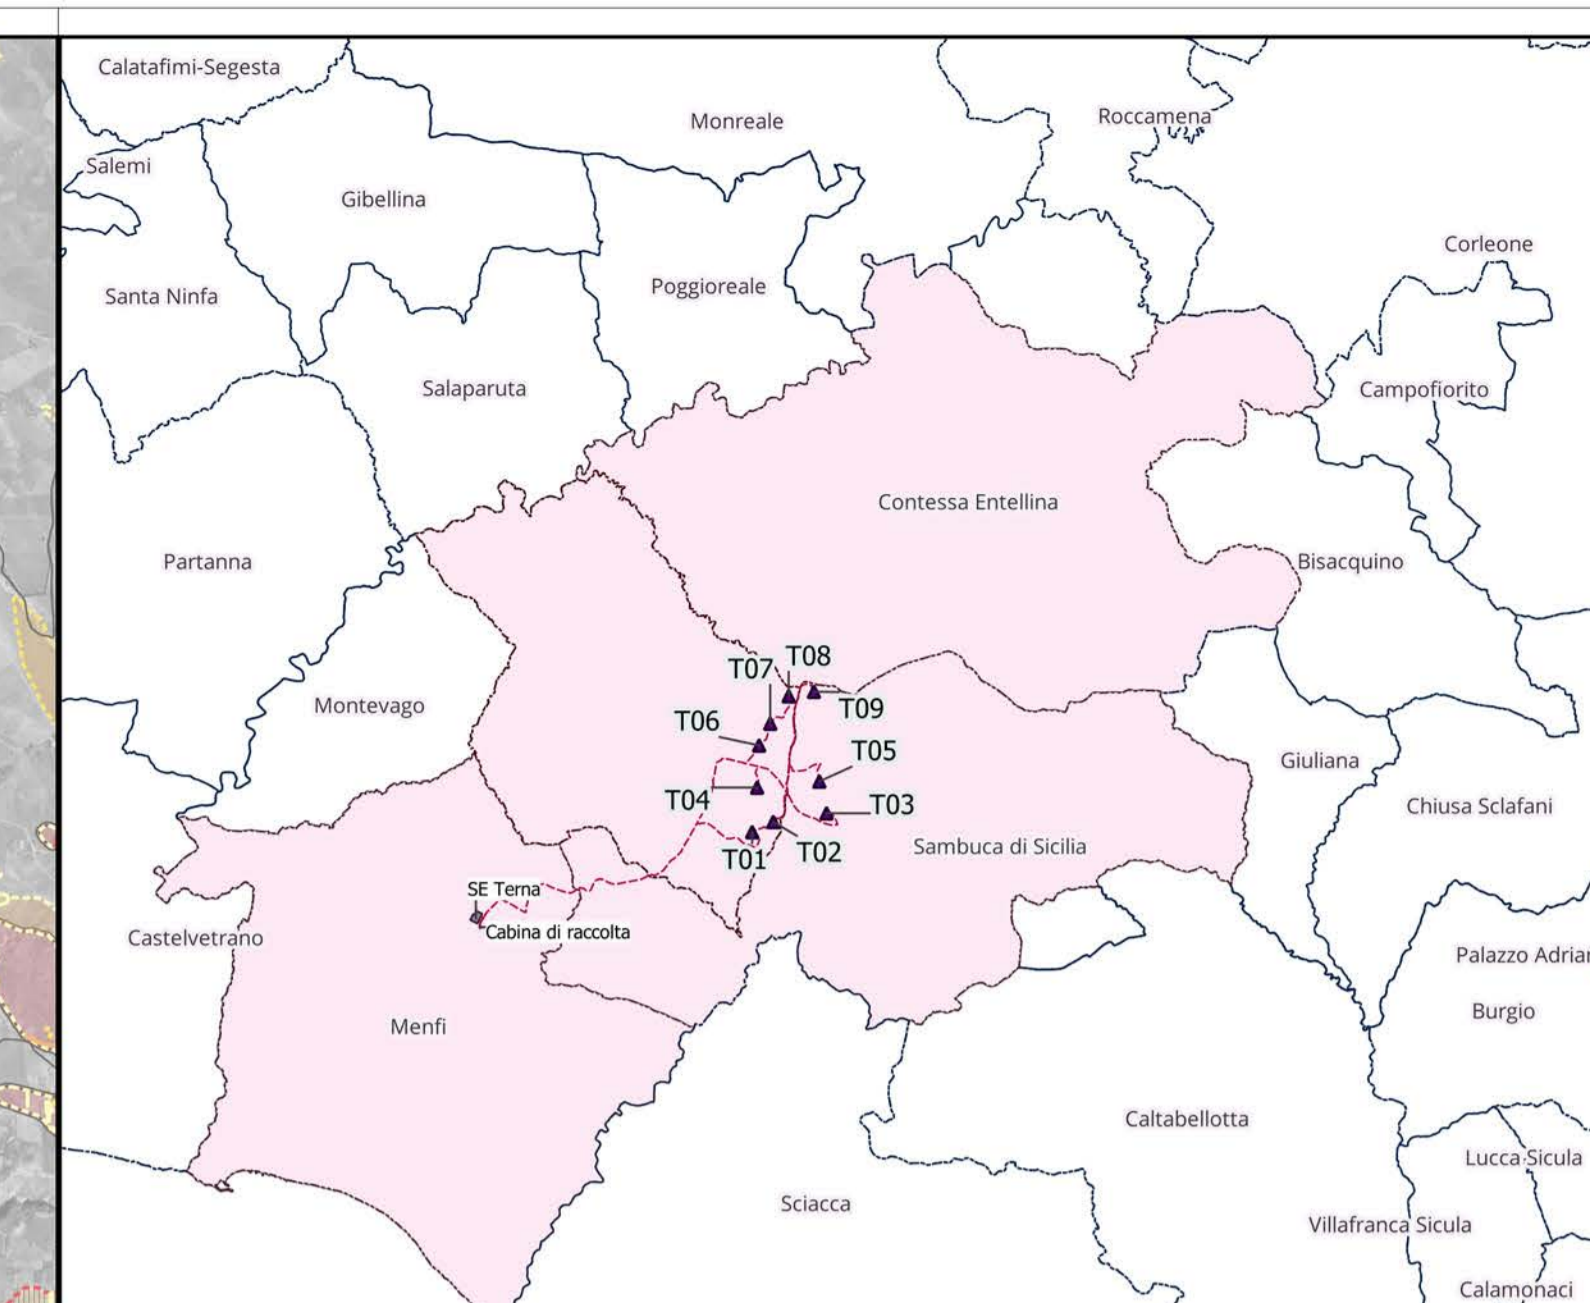 Calatafimi-Segesta
Monreale
Roccamena
Salemi
Gibellina
Corleone
Santa Ninfa
Poggioreale
Salaparuta
Campofiorito
Contessa Entellina
Partanna
Bisacquino
T08
T07
Montevago
T09
T06
T05
Giuliana
T04
T03
Chiusa Sclafani
Sambuca di Sicilia
T01
T02
SE Terna
Cabina di raccolta
Castelvetrano
Palazzo Adrian
Burgio
Menfi
Caltabellotta
Lucca Sicula
Sciacca
Villafranca Sicula
Calamonaci